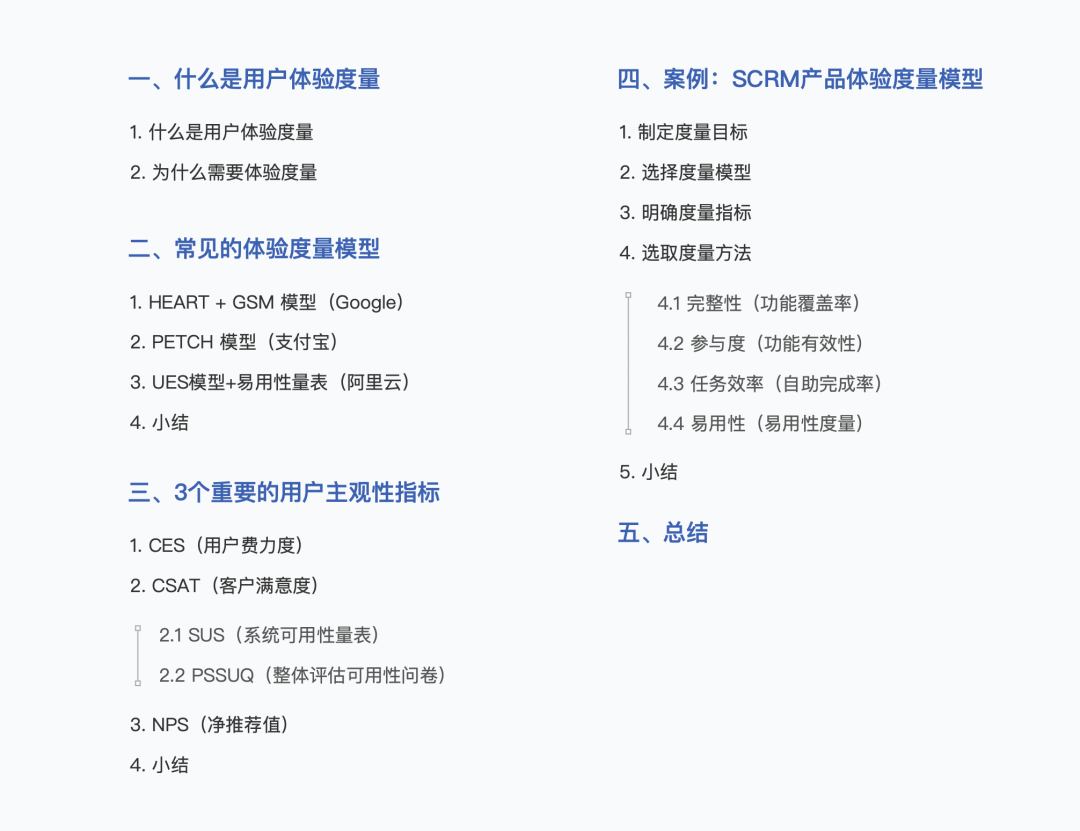 一、什么是用户体验度量
1. 什么是用户体验度量
2. 为什么需要体验度量
二、常见的体验度量模型
1. HEART + GSM 模型（Google）
2. PETCH 模型（支付宝）
3. UES模型+易用性量表（阿里云）
4. 小结
三、3个重要的用户主观性指标
1. CES（用户费力度）
2. CSAT（客户满意度）
2.1 SUS（系统可用性量表）
2.2 PSSUQ（整体评估可用性问卷）
3. NPS（净推荐值）
4. 小结
四、案例：SCRM产品体验度量模型
1. 制定度量目标
2. 选择度量模型
3. 明确度量指标
4. 选取度量方法
4.1 完整性（功能覆盖率）
4.2 参与度（功能有效性）
4.3 任务效率（自助完成率）
4.4 易用性（易用性度量）
5. 小结
五、总结